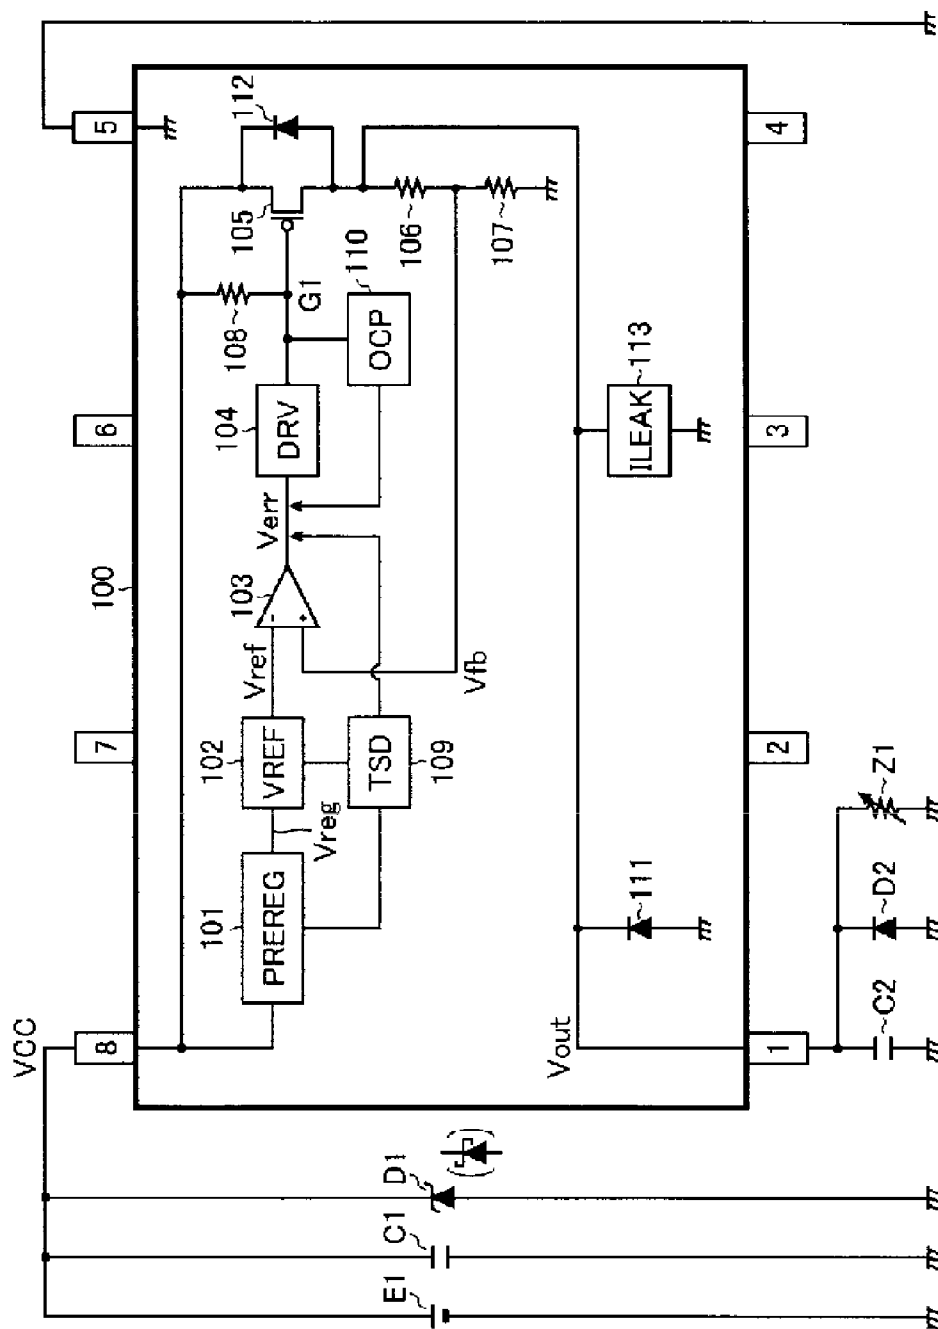 VCC
100
8
7
6
5
101
PREREG
Vreg
102
VREF
Vref
103
-
+
Verr
104
DRV
108
G1
105
112
TSD
109
Vfb
OCP
110
106
107
E1
C1
D1
Vout
111
ILEAK
113
1
2
3
4
C2
D2
Z1